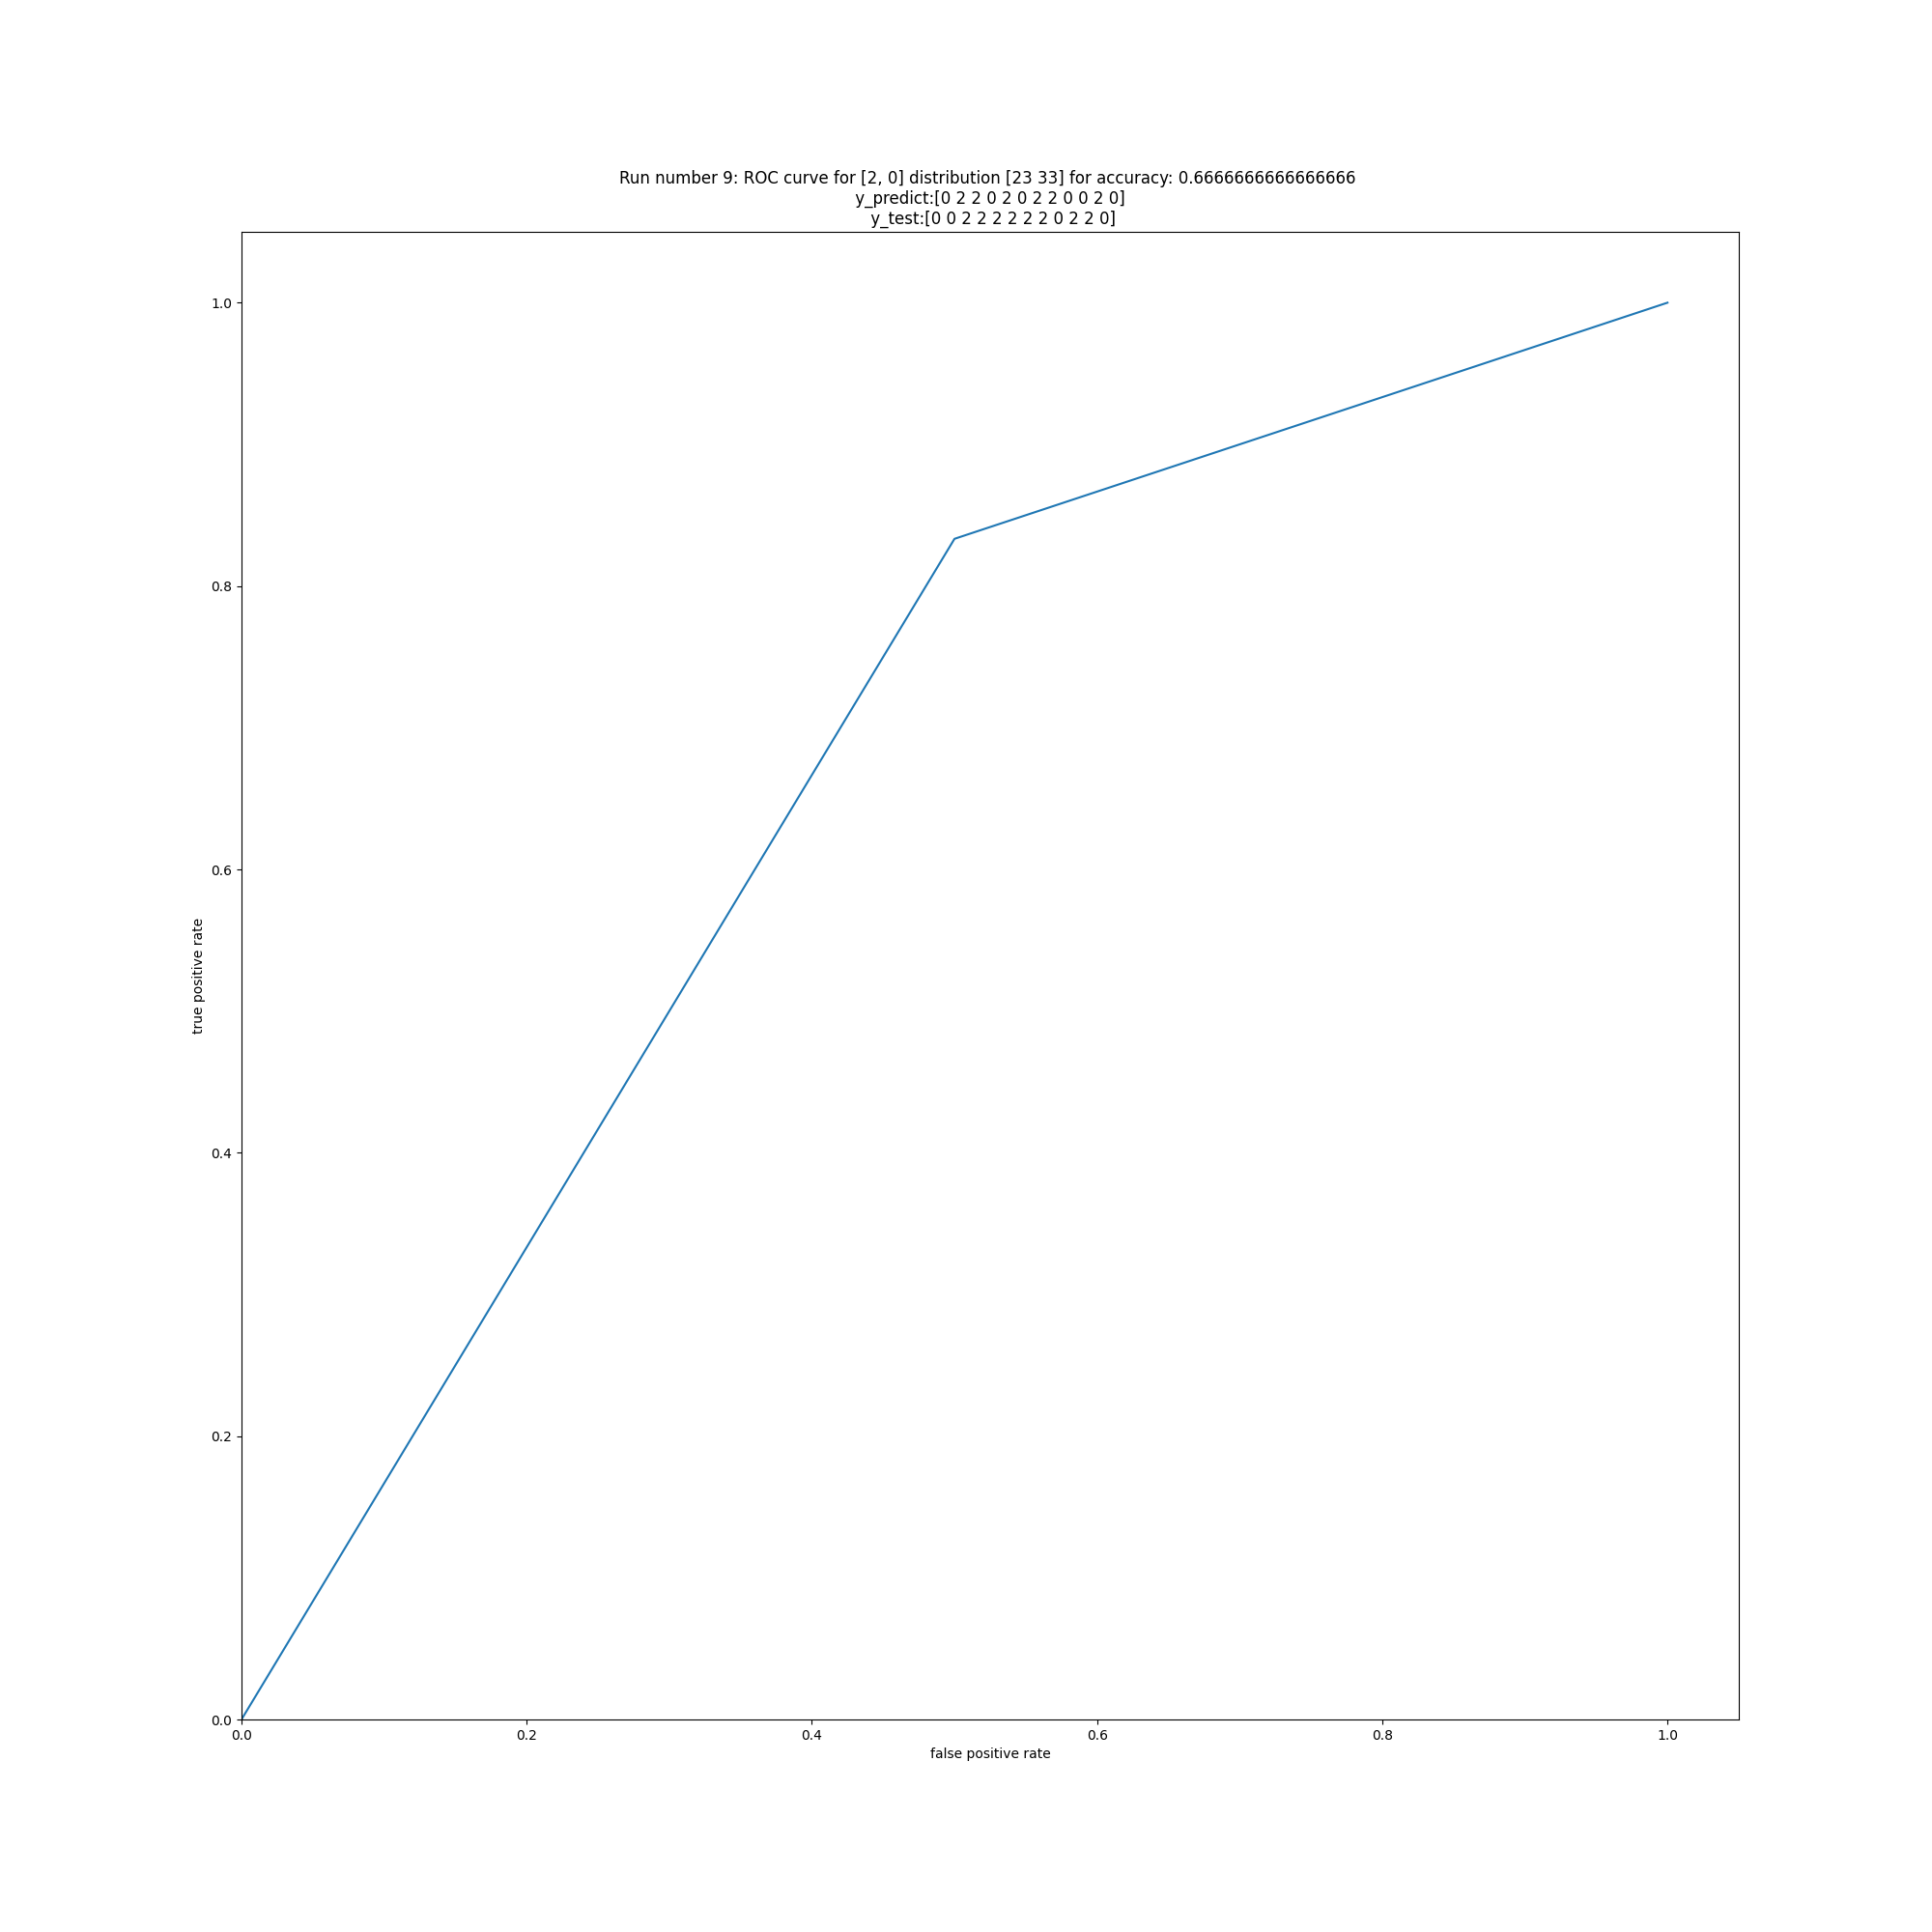 Run number 9: ROC curve for [2, 0] distribution [23 33] for accuracy: 0.6666666666666666
y_predict:[0 2 2 0 2 0 2 2 0 0 2 0]
y_test:[0 0 2 2 2 2 2 2 0 2 2 0]
1.0
0.8
0.6
true positive rate
0.4
0.2
0.0
0.0 0.2 0.4 0.6 0.8 1.0
false positive rate